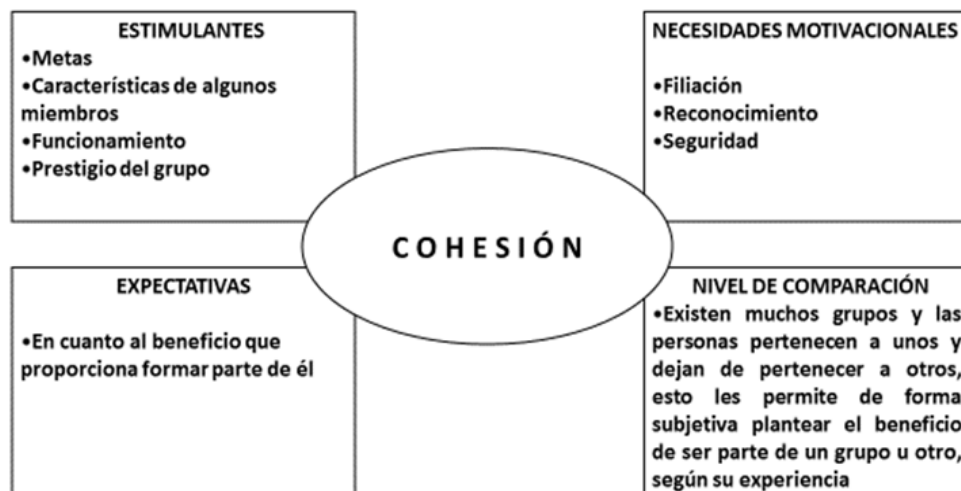 ESTIMULANTES
•Metas
•Características de algunos
miembros
•Funcionamiento
•Prestigio del grupo
NECESIDADES MOTIVACIONALES
•Filiación
•Reconocimiento
•Seguridad
COHESIÓN
EXPECTATIVAS
•En cuanto al beneficio que
proporciona formar parte de él
NIVEL DE COMPARACIÓN
•Existen muchos grupos y las
personas pertenecen a unos y
dejan de pertenecer a otros,
esto les permite de forma
subjetiva plantear el beneficio
de ser parte de un grupo u otro,
según su experiencia